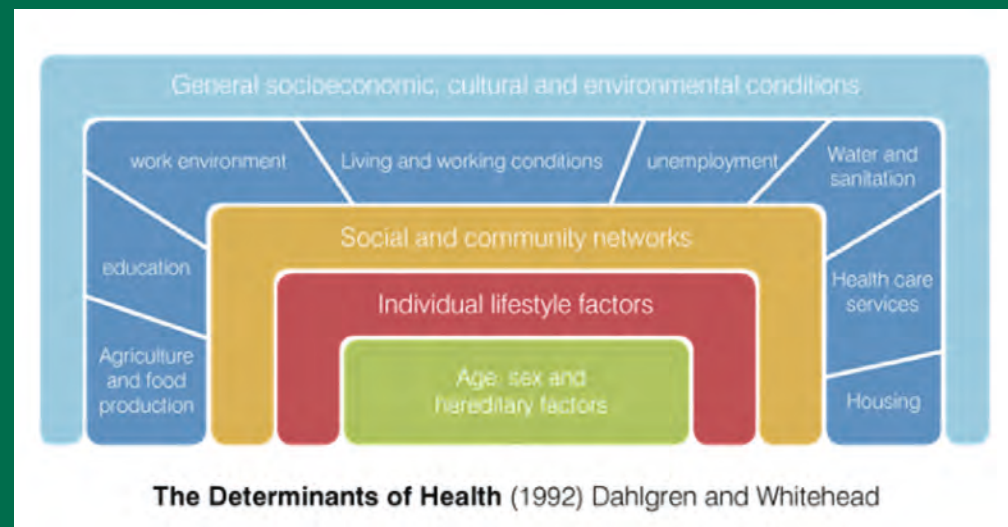 General socioeconomic, cultural and environmental conditions
work environment
Living and working conditions
unemployment
Water and
sanitation
education
Agriculture
and food
production
Social and community networks
Individual lifestyle factors
Age, sex and
hereditary factors
Health care
services
Housing
The Determinants of Health (1992) Dahlgren and Whitehead